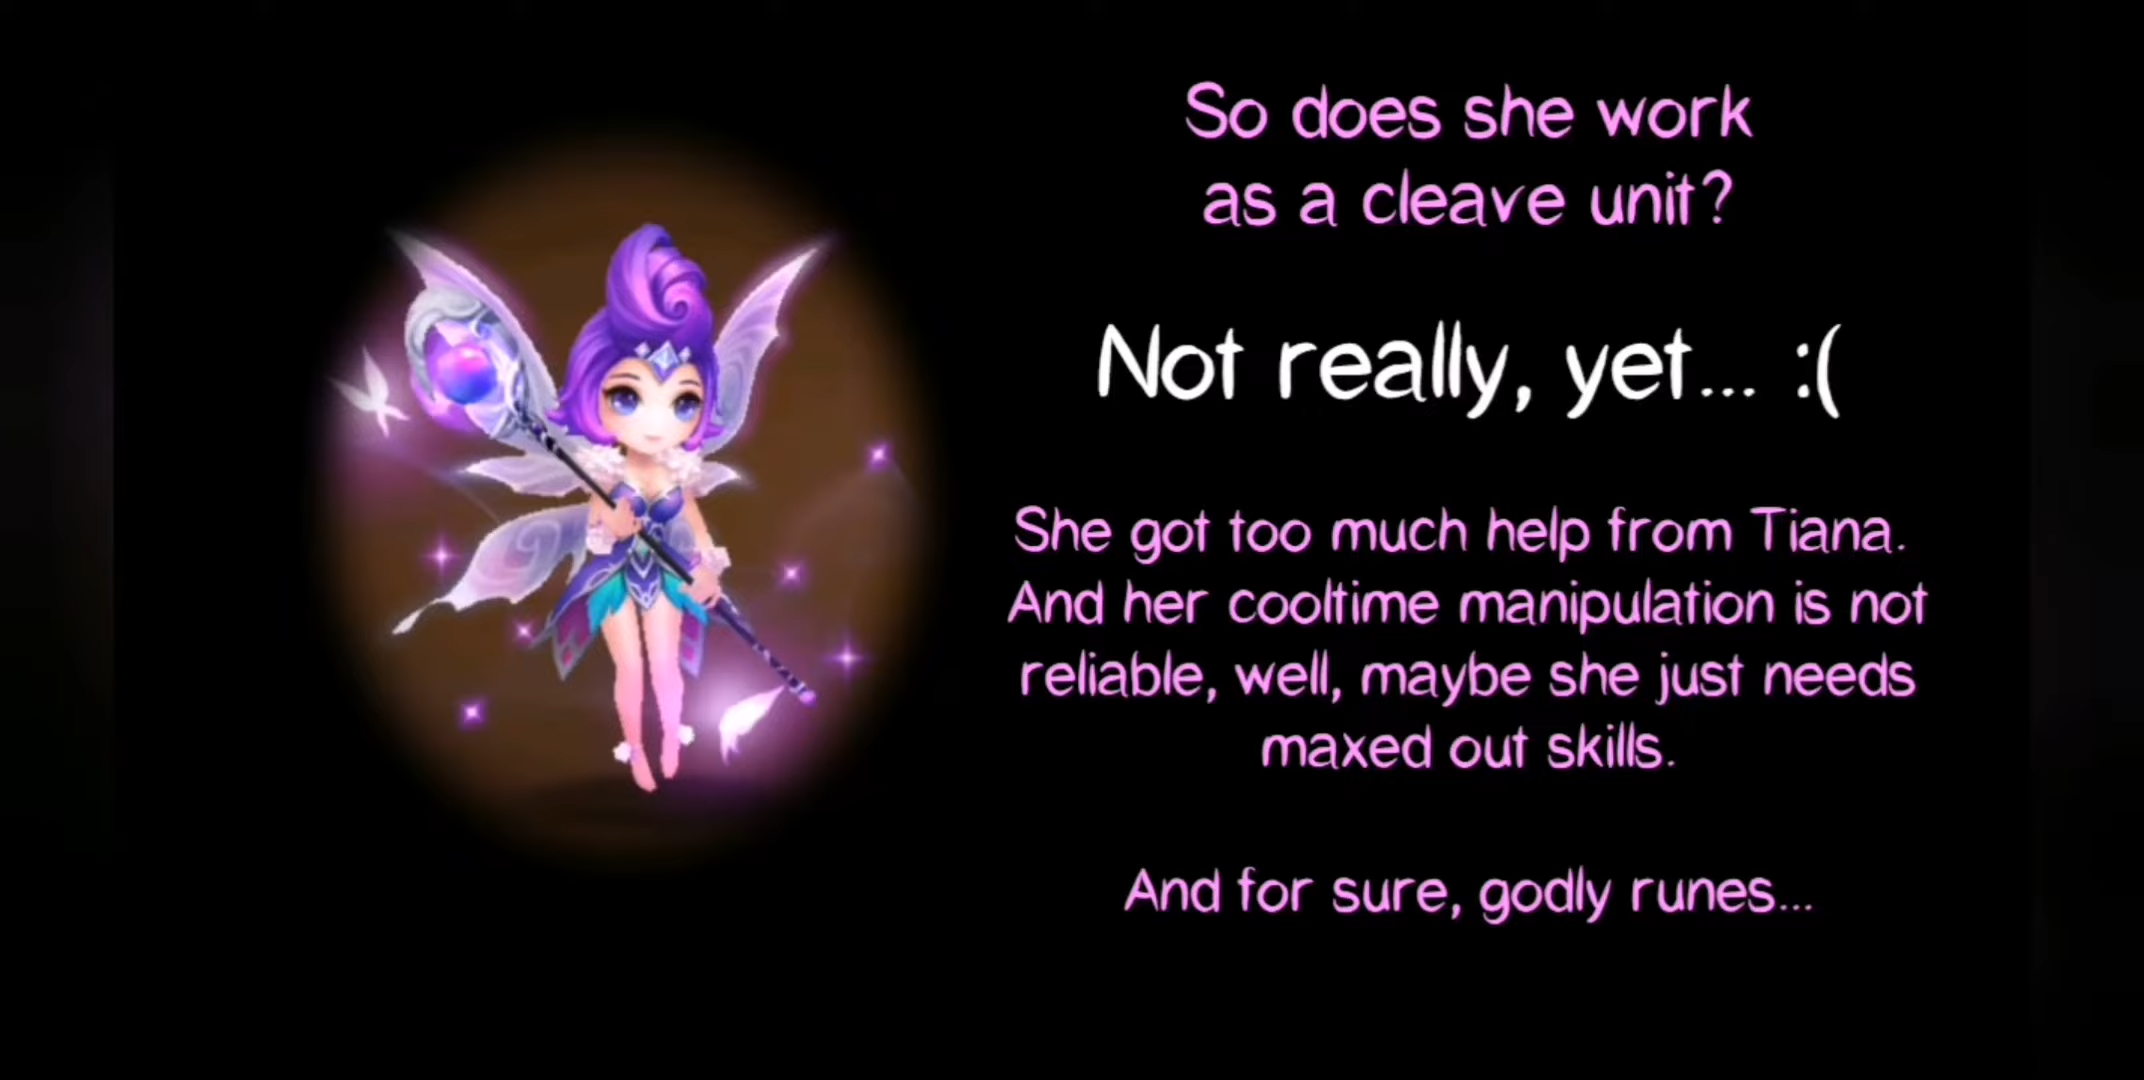 So does she work
as a cleave unit?
Not really, yet... :(
She got too much help from Tiana.
And her cooltime manipulation is not
reliable, well, maybe she just needs
maxed out skills.
And for sure, godly runes...